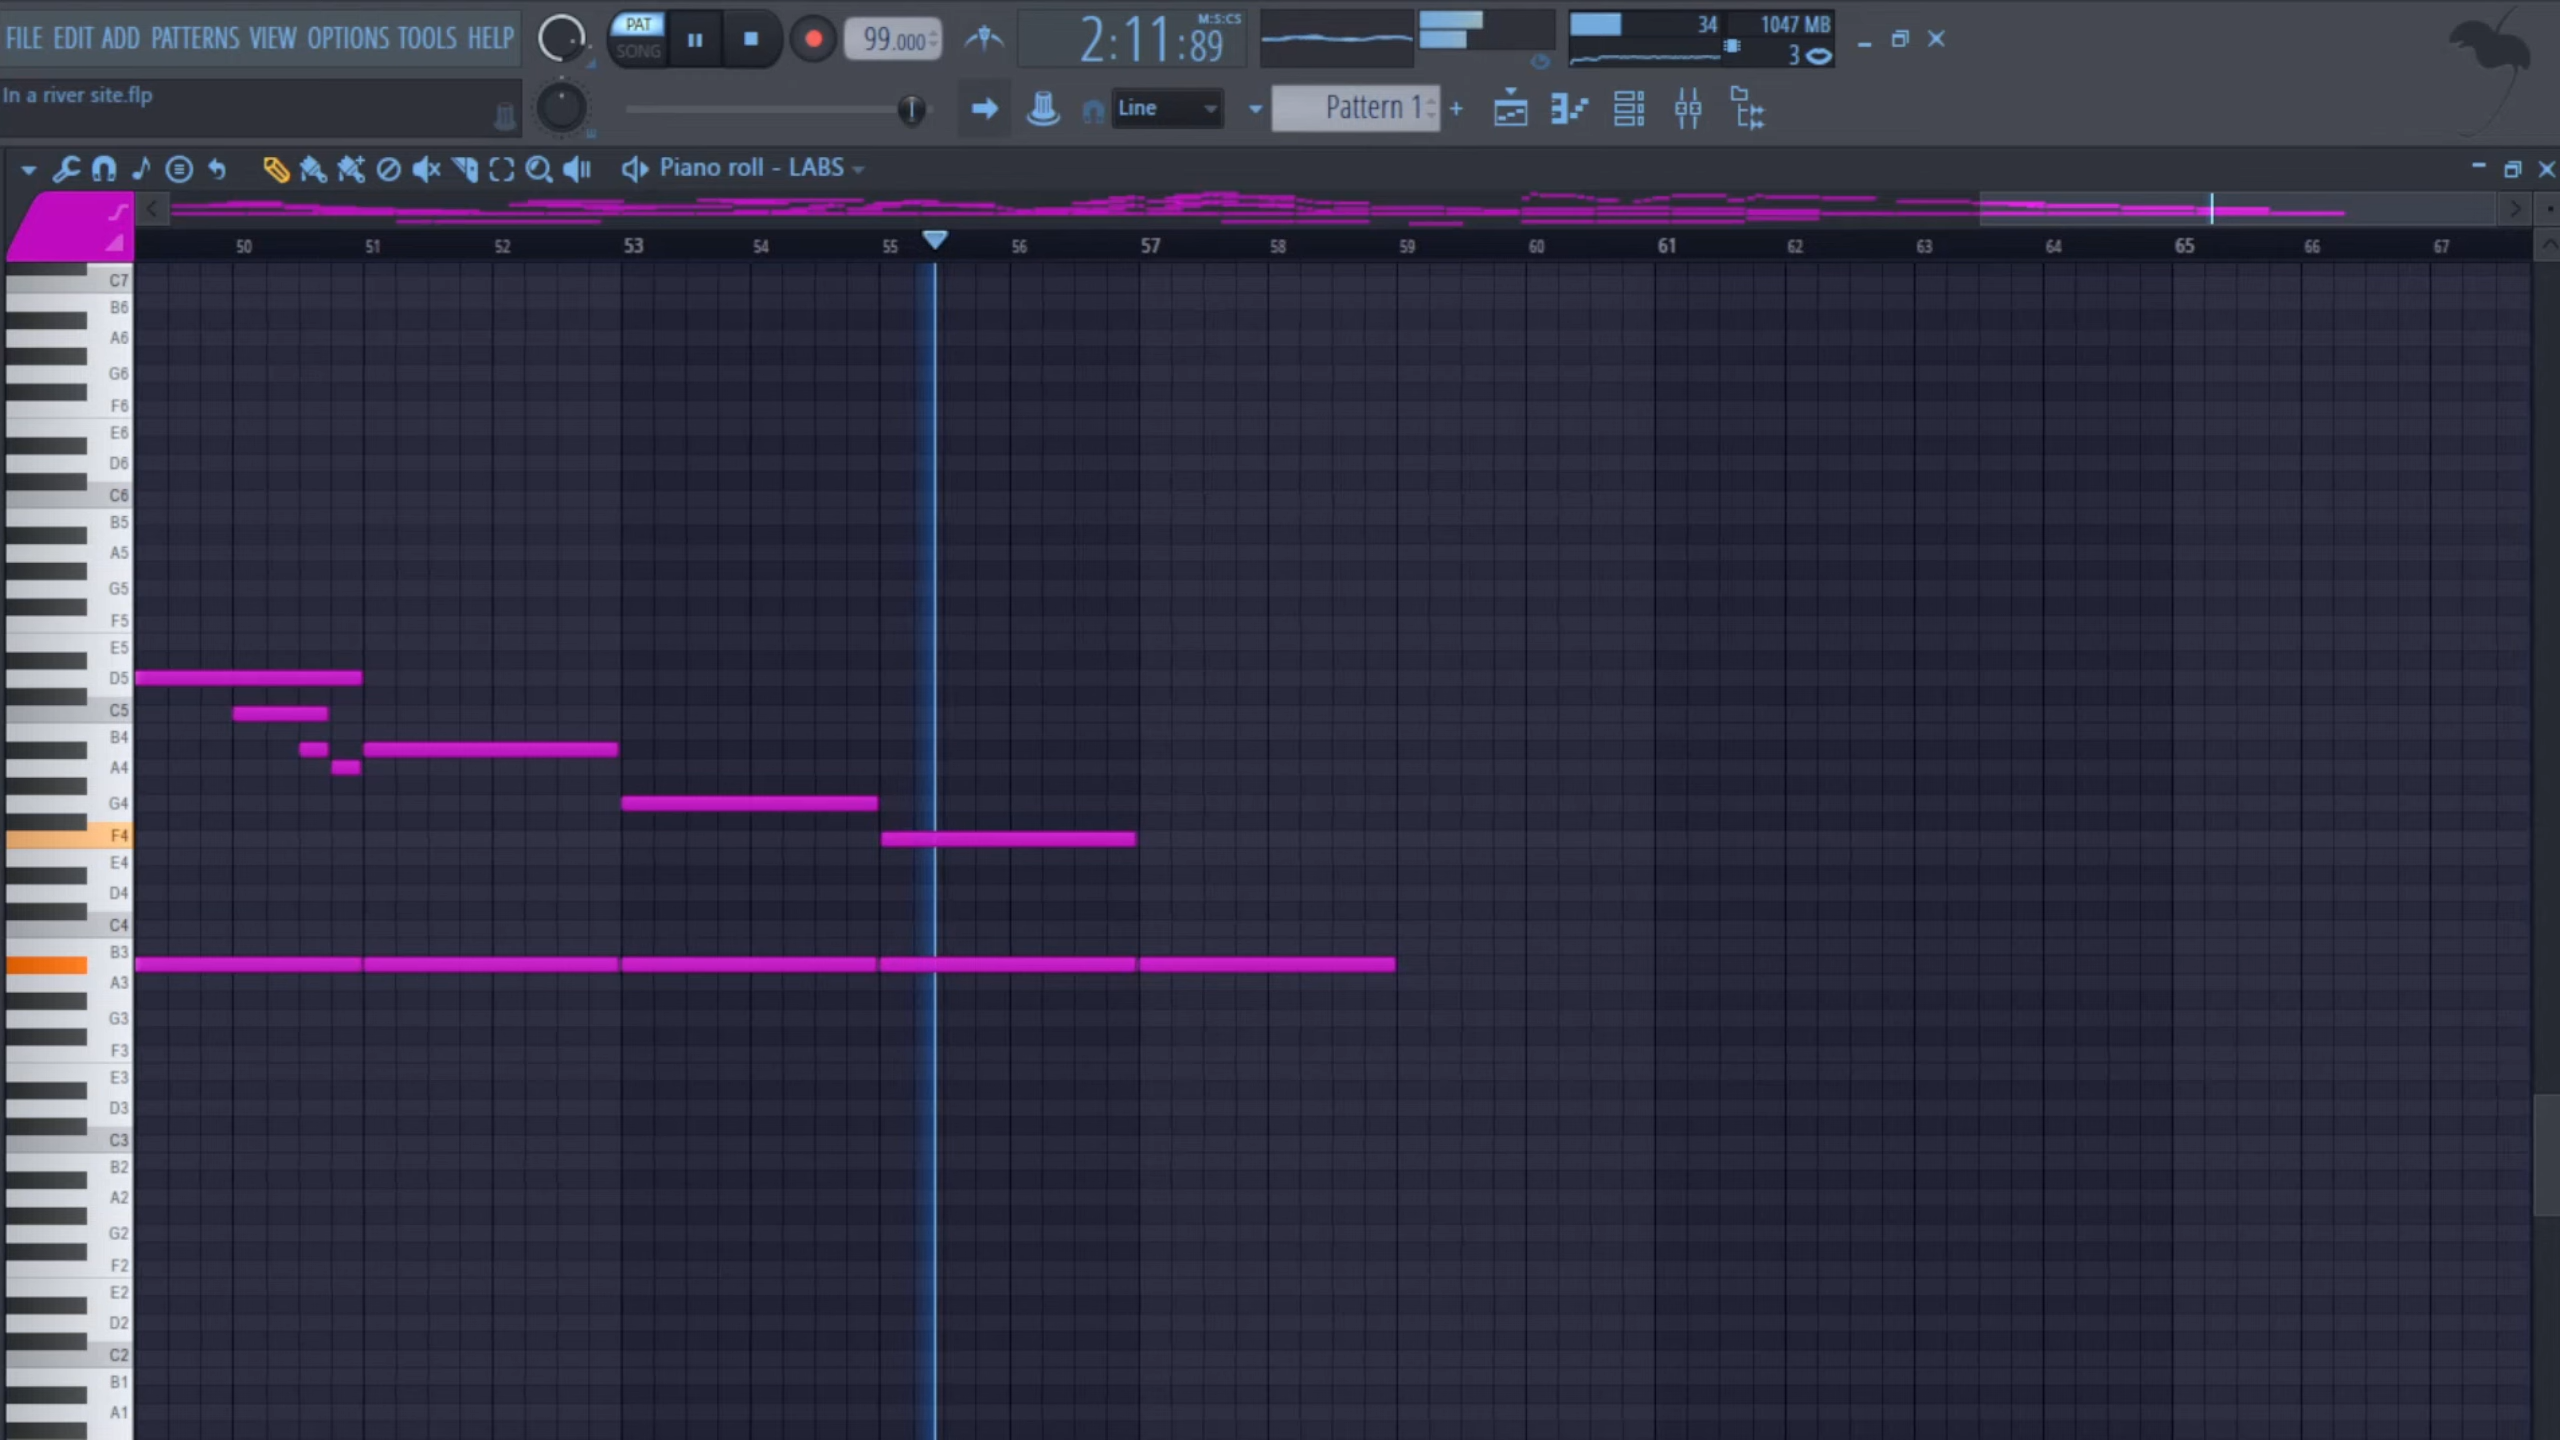 FILE EDIT ADD PATTERNS VIEW OPTIONS TOOLS HELP
PAT
SONG
99.000
M:S:CS
2:11:89
34
1047 MB
3
In a river site.flp
Line
Pattern 1
+
Piano roll - LABS
50 51 52 53 54 55 56 57 58 59 60 61 62 63 64 65 66 67
C7
B6
A6
G6
F6
E6
D6
C6
B5
A5
G5
F5
E5
D5
C5
B4
A4
G4
F4
E4
D4
C4
B3
A3
G3
F3
E3
D3
C3
B2
A2
G2
F2
E2
D2
C2
B1
A1